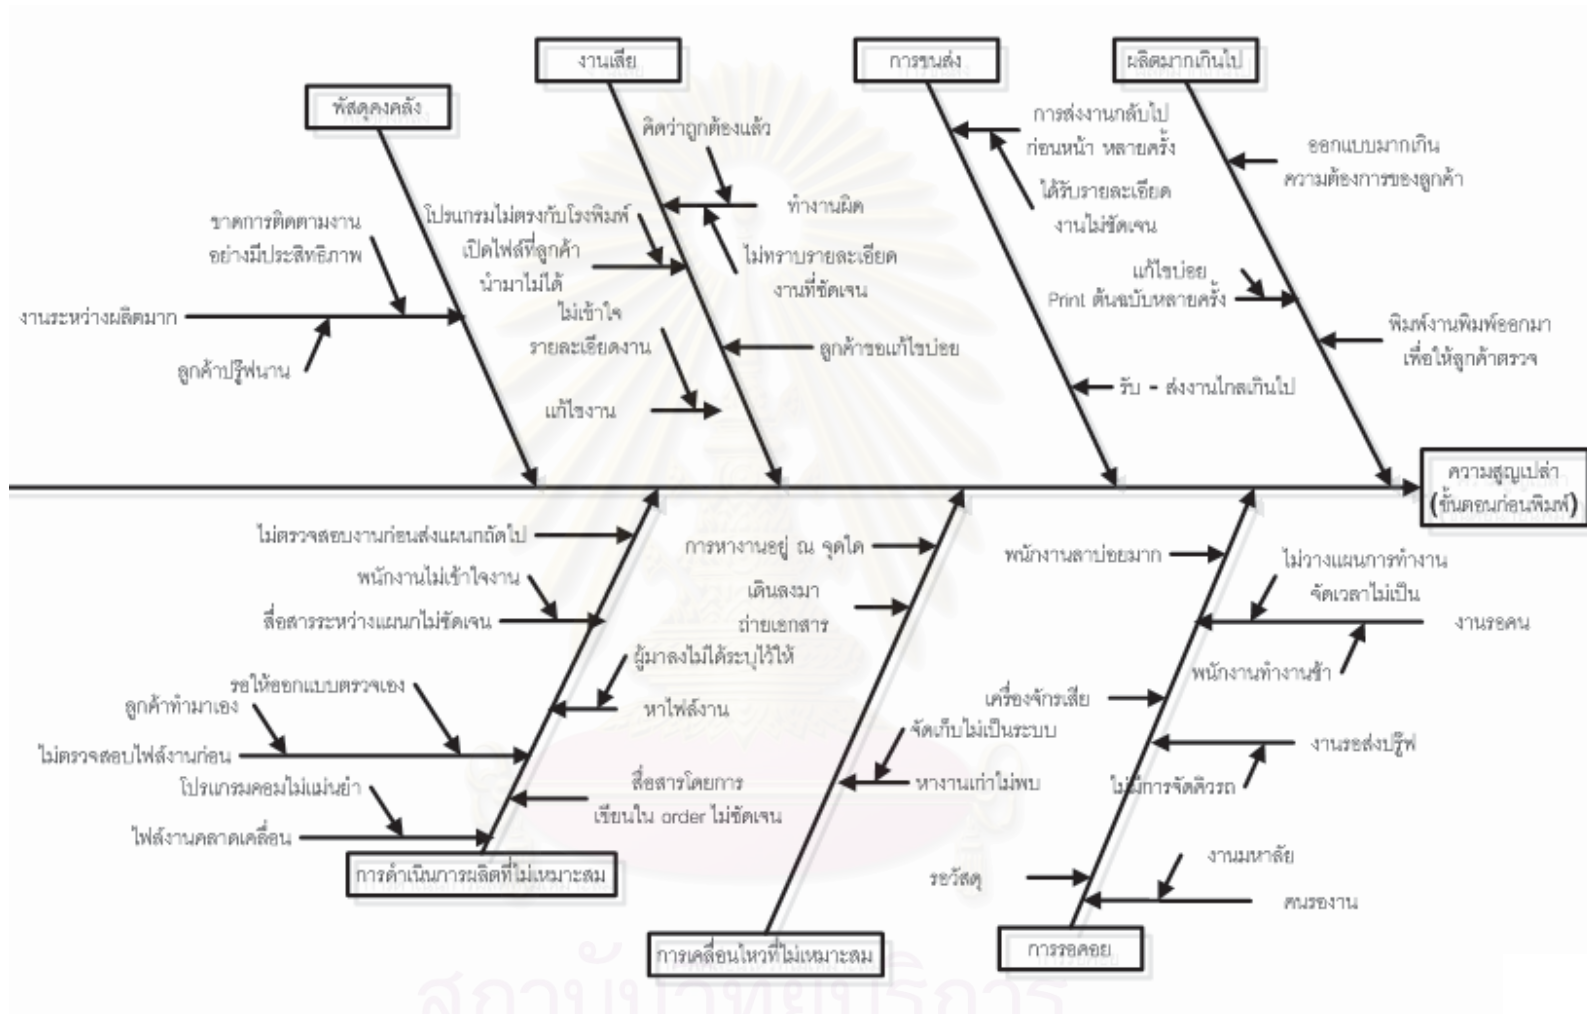 งานเสีย
การขนส่ง
ผลิตมากเกินไป
พัสดุคงคลัง
คิดว่าถูกต้องแล้ว
การส่งงานกลับไป
ก่อนหน้า หลายครั้ง
ออกแบบมากเกิน
ความต้องการของลูกค้า
ได้รับรายละเอียด
งานไม่ชัดเจน
ขาดการติดตามงาน
อย่างมีประสิทธิภาพ
โปรแกรมไม่ตรงกับโรงพิมพ์
เปิดไฟล์ที่ลูกค้า
นำมาไม่ได้
ทำงานผิด
ไม่ทราบรายละเอียด
งานที่ชัดเจน
แก้ไขบ่อย
Print ต้นฉบับหลายครั้ง
งานระหว่างผลิตมาก
ลูกค้าปรู๊ฟนาน
ไม่เข้าใจ
รายละเอียดงาน
ลูกค้าขอแก้ไขบ่อย
พิมพ์งานพิมพ์ออกมา
เพื่อให้ลูกค้าตรวจ
แก้ไขงาน
รับ - ส่งงานไกลเกินไป
ความสูญเปล่า
(ขั้นตอนก่อนพิมพ์)
ไม่ตรวจสอบงานก่อนส่งแผนกถัดไป
พนักงานไม่เข้าใจงาน
สื่อสารระหว่างแผนกไม่ชัดเจน
การหางานอยู่ ณ จุดใด
เดินลงมา
ถ่ายเอกสาร
พนักงานลาบ่อยมาก
ไม่วางแผนการทำงาน
จัดเวลาไม่เป็น
งานรอคน
พนักงานทำงานช้า
ผู้มาลงไม่ได้ระบุไว้ให้
หาไฟล์งาน
รอให้ออกแบบตรวจเอง
ลูกค้าทำมาเอง
ไม่ตรวจสอบไฟล์งานก่อน
โปรแกรมคอมไม่แม่นยำ
ไฟล์งานคลาดเคลื่อน
สื่อสารโดยการ
เขียนใน order ไม่ชัดเจน
จัดเก็บไม่เป็นระบบ
หางานเก่าไม่พบ
เครื่องจักรเสีย
งานรอส่งปรู๊ฟ
ไม่มีการจัดคิวรถ
รอวัสดุ
งานมหาลัย
คนรองาน
การดำเนินการผลิตที่ไม่เหมาะสม
การเคลื่อนไหวที่ไม่เหมาะสม
การรอคอย
สถาบันวิทยบริการ